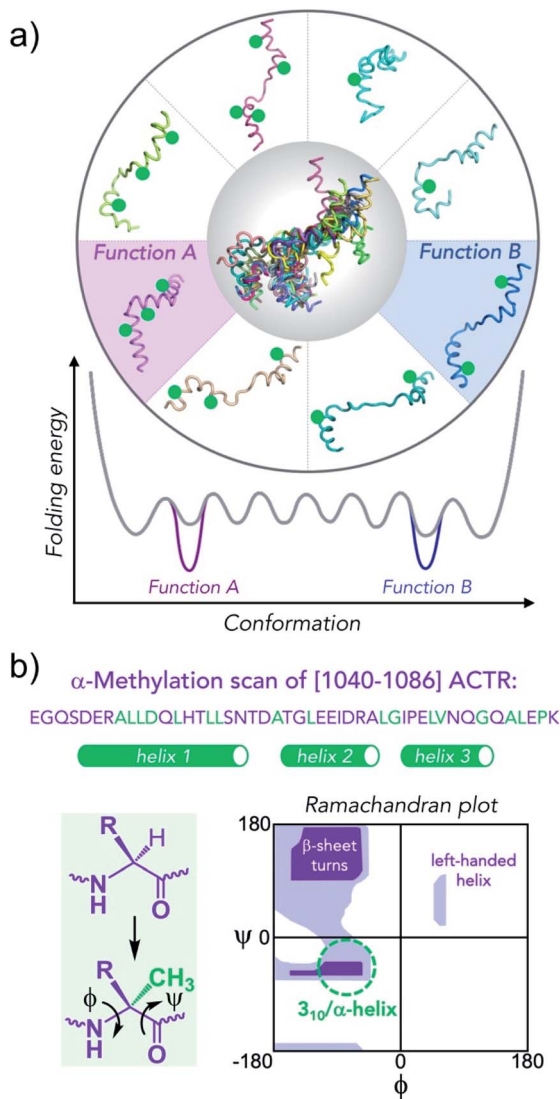 a)
Function A
Function B
Folding energy
Function A
Function B
Conformation
b)
α-Methylation scan of [1040-1086] ACTR:
EGQSDERALLDQLHTLLSNTDATGLEEIDRALGIPELVNQGQALEPK
helix 1
helix 2
helix 3
Ramachandran plot
R
H
N
H
O
R
CH₃
ϕ
ψ
N
H
O
180
β-sheet
turns
left-handed
helix
ψ
0
3₁₀/α-helix
-180
0
180
ϕ